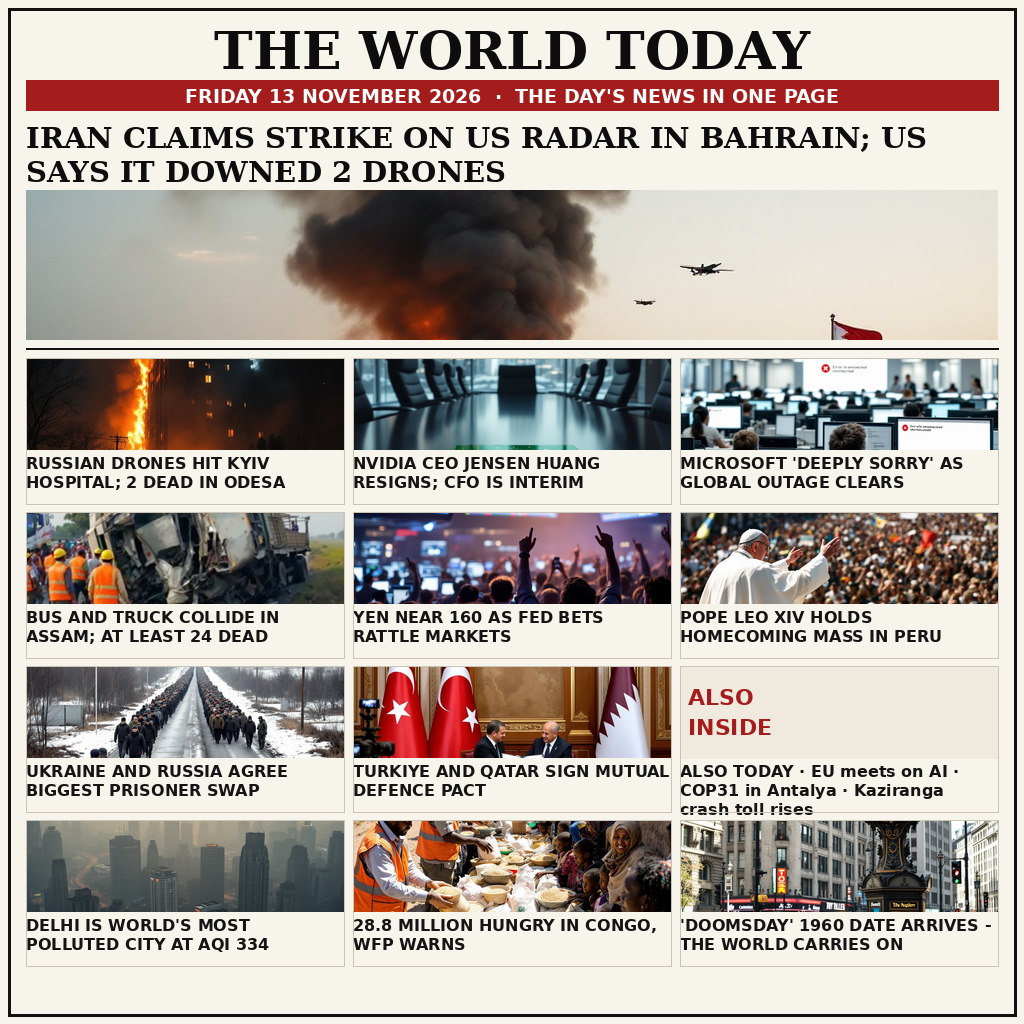 THE WORLD TODAY
FRIDAY 13 NOVEMBER 2026 · THE DAY'S NEWS IN ONE PAGE
IRAN CLAIMS STRIKE ON US RADAR IN BAHRAIN; US
SAYS IT DOWNED 2 DRONES
RUSSIAN DRONES HIT KYIV
HOSPITAL; 2 DEAD IN ODESA
NVIDIA CEO JENSEN HUANG
RESIGNS; CFO IS INTERIM
MICROSOFT 'DEEPLY SORRY' AS
GLOBAL OUTAGE CLEARS
BUS AND TRUCK COLLIDE IN
ASSAM; AT LEAST 24 DEAD
YEN NEAR 160 AS FED BETS
RATTLE MARKETS
POPE LEO XIV HOLDS
HOMECOMING MASS IN PERU
UKRAINE AND RUSSIA AGREE
BIGGEST PRISONER SWAP
TURKIYE AND QATAR SIGN MUTUAL
DEFENCE PACT
ALSO
INSIDE
ALSO TODAY · EU meets on AI ·
COP31 in Antalya · Kaziranga
crash toll rises
DELHI IS WORLD'S MOST
POLLUTED CITY AT AQI 334
28.8 MILLION HUNGRY IN CONGO,
WFP WARNS
'DOOMSDAY' 1960 DATE ARRIVES -
THE WORLD CARRIES ON